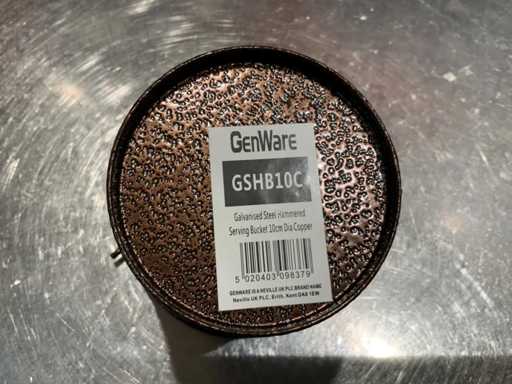 GenWare
GSHB10C
Galvanised Steel Hammered
Serving Bucket 10cm Dia Copper
5 020403 098379
GENWARE IS A NEVILLE UK PLC BRAND NAME
Neville UK PLC, Erith, Kent DA8 1EW